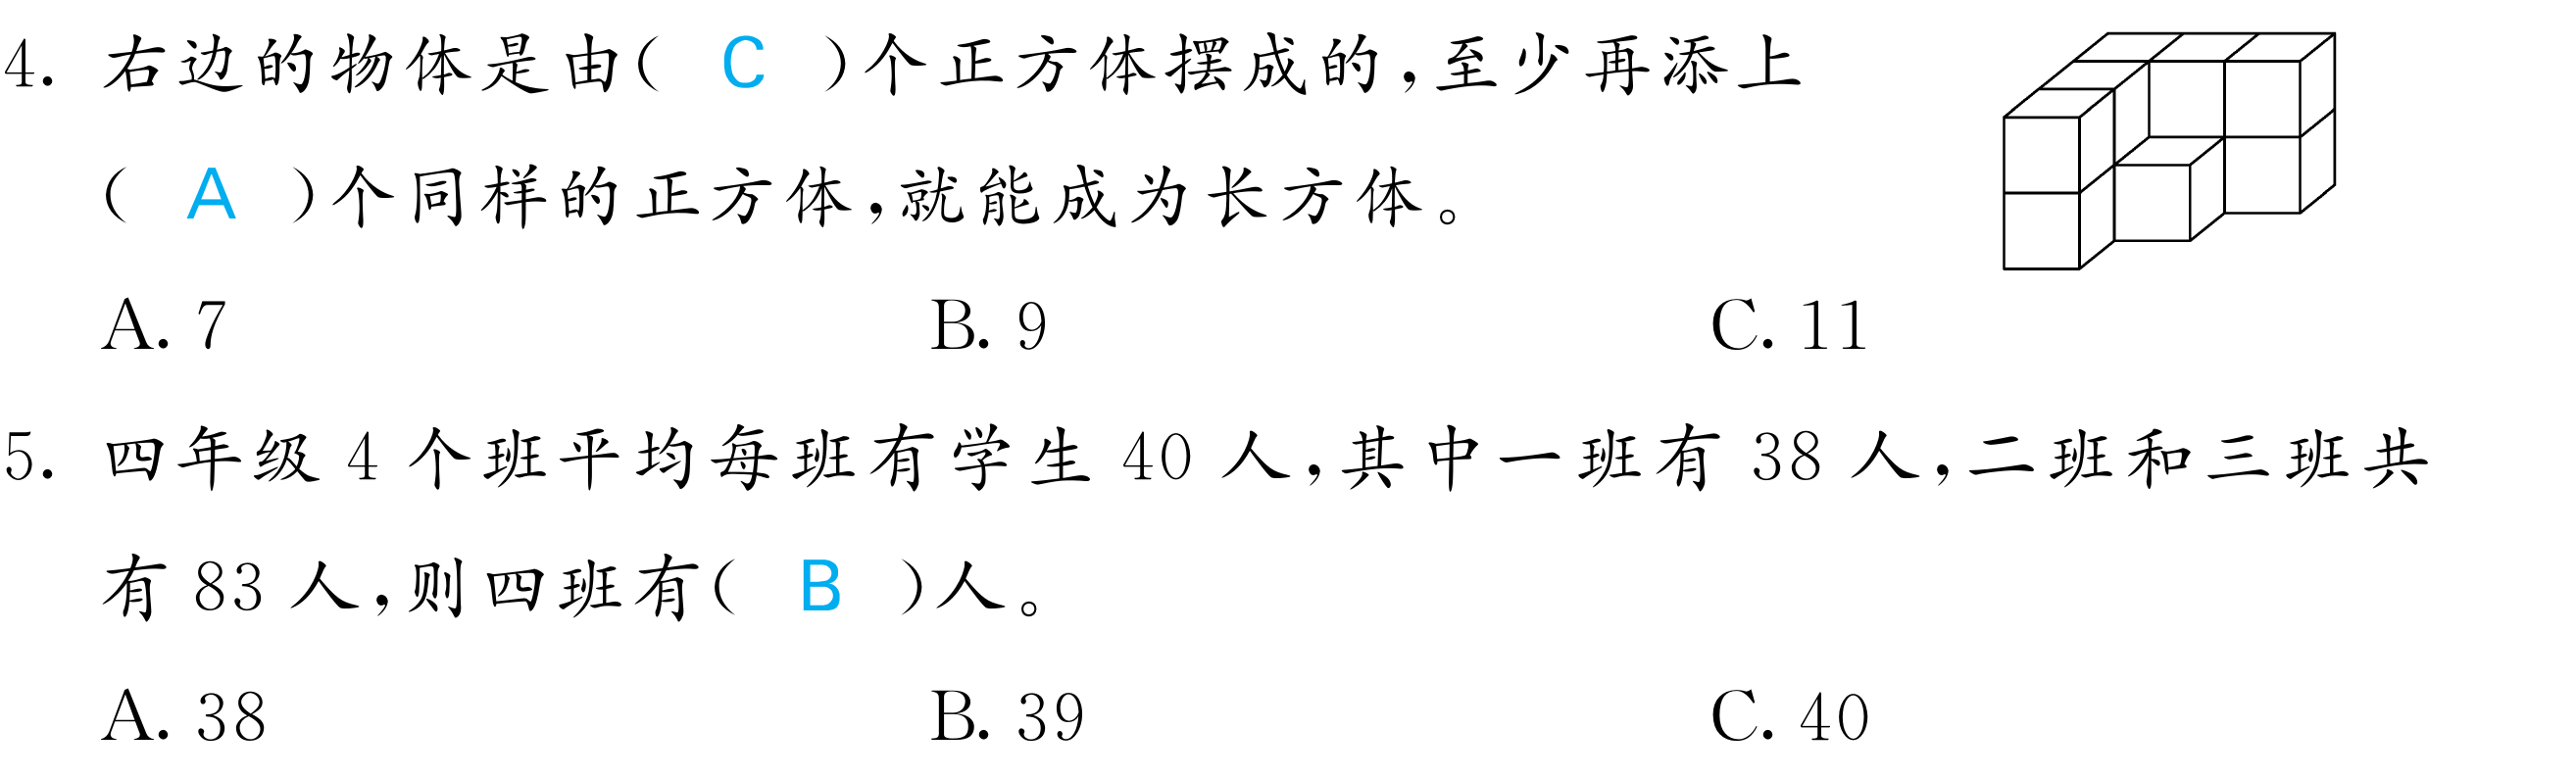 4. 右边的物体是由( C )个正方体摆成的,至少再添上
( A )个同样的正方体,就能成为长方体。
A. 7 B. 9 C. 11
5. 四年级 4 个班平均每班有学生 40 人,其中一班有 38 人,二班和三班共
有 83 人,则四班有( B )人。
A. 38 B. 39 C. 40